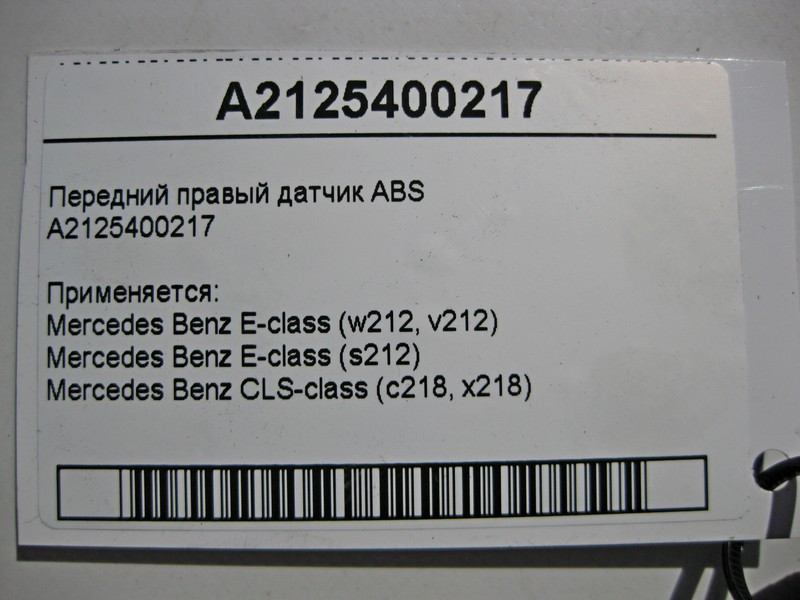 A2125400217
Передний правый датчик ABS
A2125400217
Применяется:
Mercedes Benz E-class (w212, v212)
Mercedes Benz E-class (s212)
Mercedes Benz CLS-class (c218, x218)